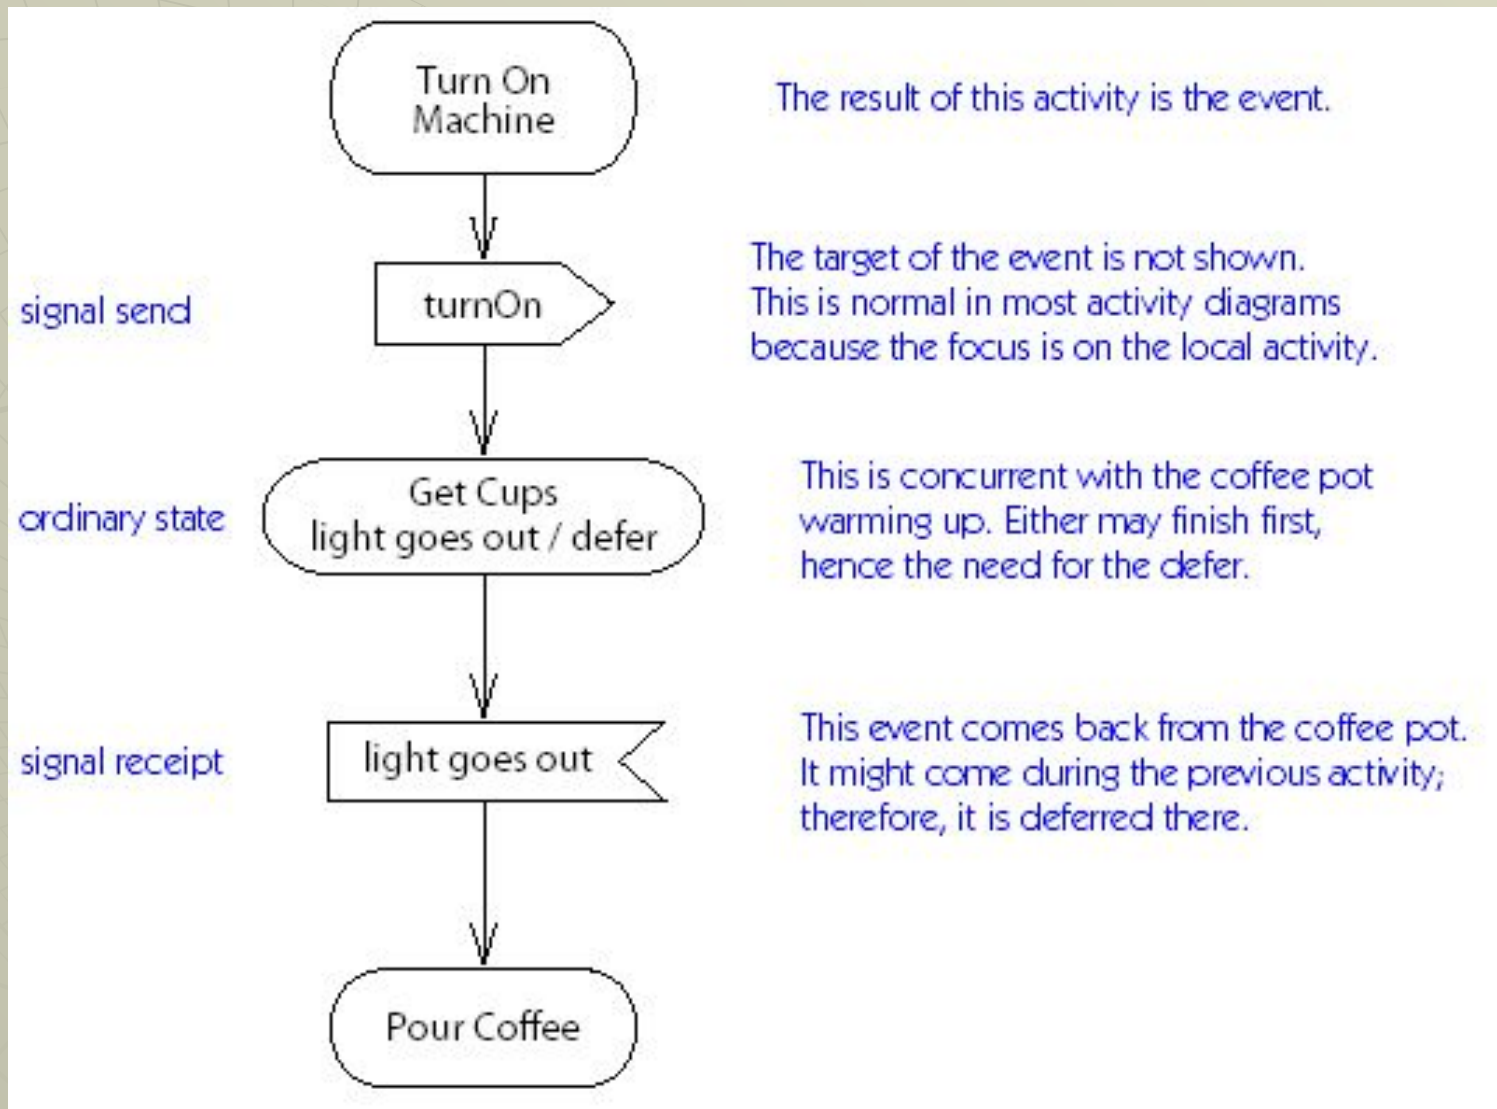 Turn On
Machine
The result of this activity is the event.
signal send
turnOn
The target of the event is not shown.
This is normal in most activity diagrams
because the focus is on the local activity.
ordinary state
Get Cups
light goes out / defer
This is concurrent with the coffee pot
warming up. Either may finish first,
hence the need for the defer.
signal receipt
light goes out
This event comes back from the coffee pot.
It might come during the previous activity;
therefore, it is deferred there.
Pour Coffee